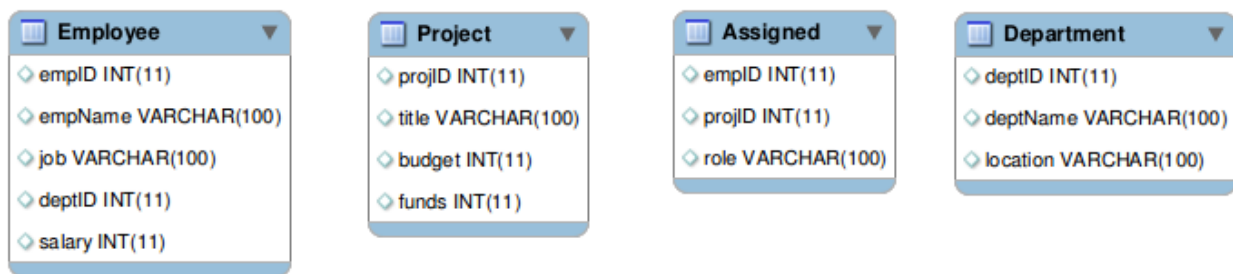 Employee
empID INT(11)
empName VARCHAR(100)
job VARCHAR(100)
deptID INT(11)
salary INT(11)
Project
projID INT(11)
title VARCHAR(100)
budget INT(11)
funds INT(11)
Assigned
empID INT(11)
projID INT(11)
role VARCHAR(100)
Department
deptID INT(11)
deptName VARCHAR(100)
location VARCHAR(100)